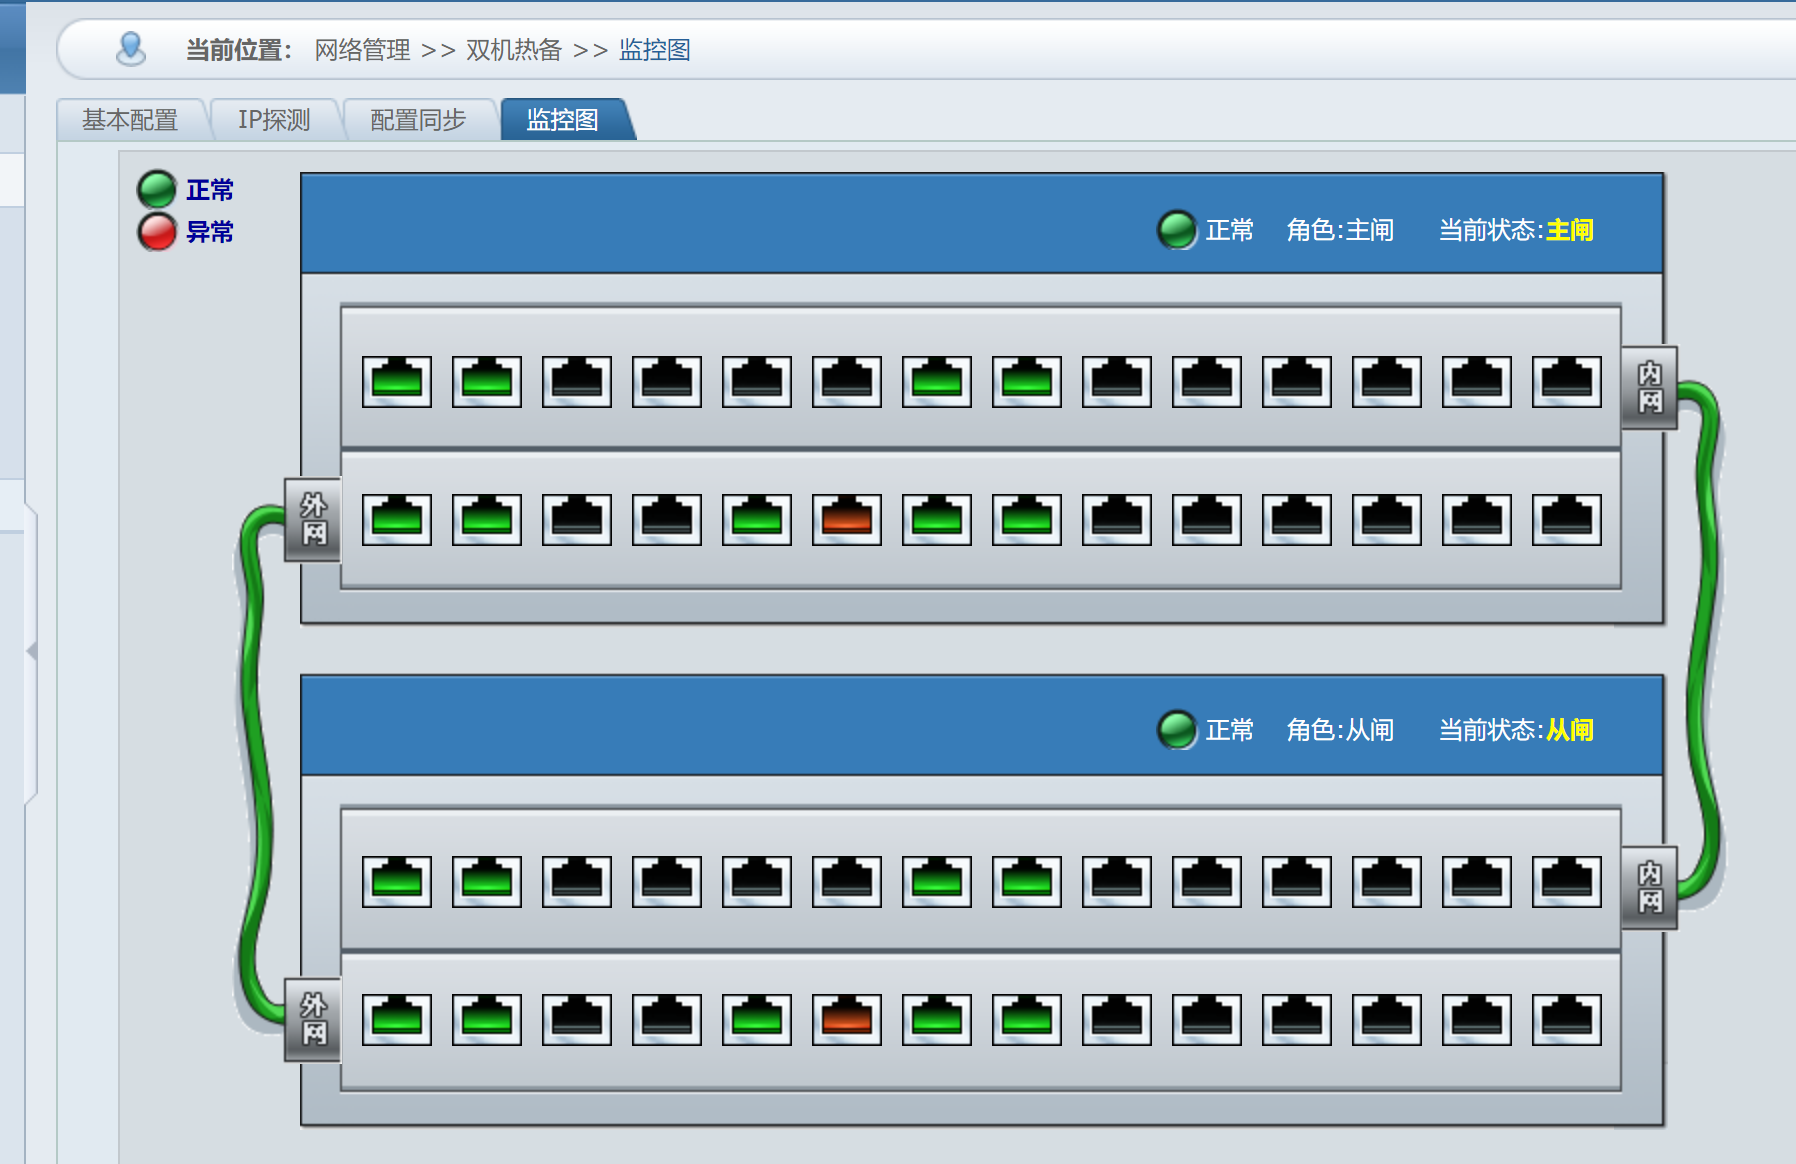 当前位置： 网络管理 >> 双机热备 >> 监控图
基本配置 IP探测 配置同步 监控图
正常
异常
正常 角色:主闸 当前状态:主闸
内网
外网
正常 角色:从闸 当前状态:从闸
内网
外网